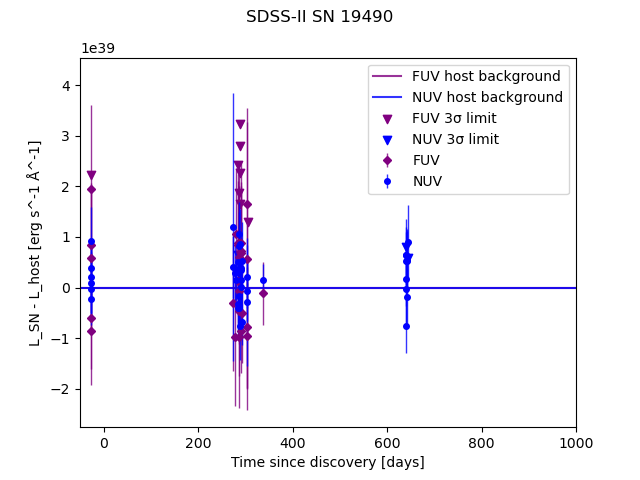 SDSS-II SN 19490
1e39
FUV host background
NUV host background
FUV 3σ limit
NUV 3σ limit
FUV
NUV
4
3
2
1
0
−1
−2
L_SN - L_host [erg s^-1 Å^-1]
0 200 400 600 800 1000
Time since discovery [days]